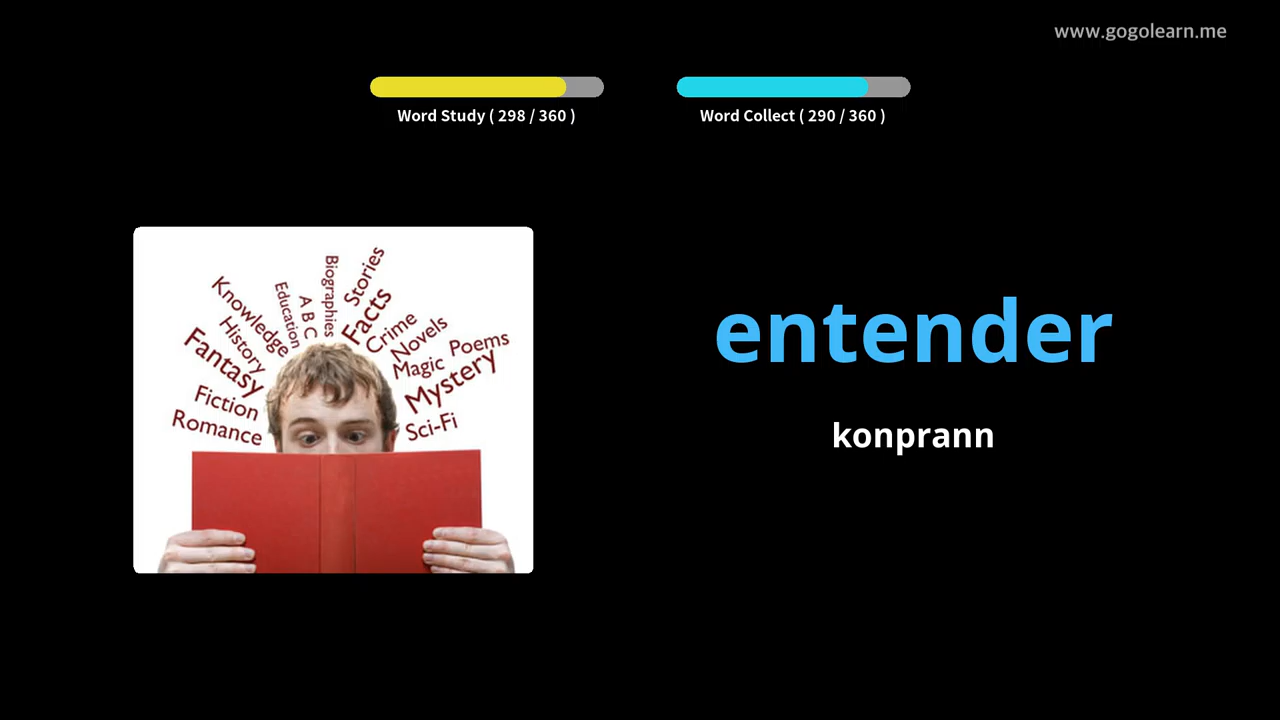 www.gogolearn.me
Word Study ( 298 / 360 )
Word Collect ( 290 / 360 )
Biographies
Stories
Education
A B C
Facts
Knowledge
History
Crime
Novels
Fantasy
Magic
Poems
Mystery
Fiction
Romance
Sci-Fi
entender
konprann